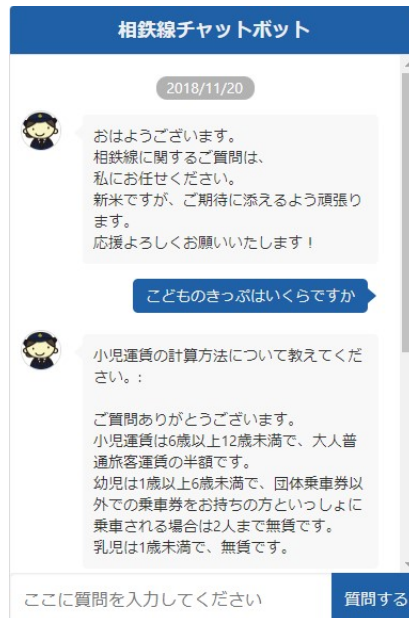 相鉄線チャットボット
2018/11/20
おはようございます。
相鉄線に関するご質問は、
私にお任せください。
新米ですが、ご期待に添えるよう頑張り
ます。
応援よろしくお願いいたします！
こどものきっぷはいくらですか
小児運賃の計算方法について教えてくだ
さい。:
ご質問ありがとうございます。
小児運賃は6歳以上12歳未満で、大人普
通旅客運賃の半額です。
幼児は1歳以上6歳未満で、団体乗車券以
外での乗車券をお持ちの方といっしょに
乗車される場合は2人まで無賃です。
乳児は1歳未満で、無賃です。
ここに質問を入力してください
質問する